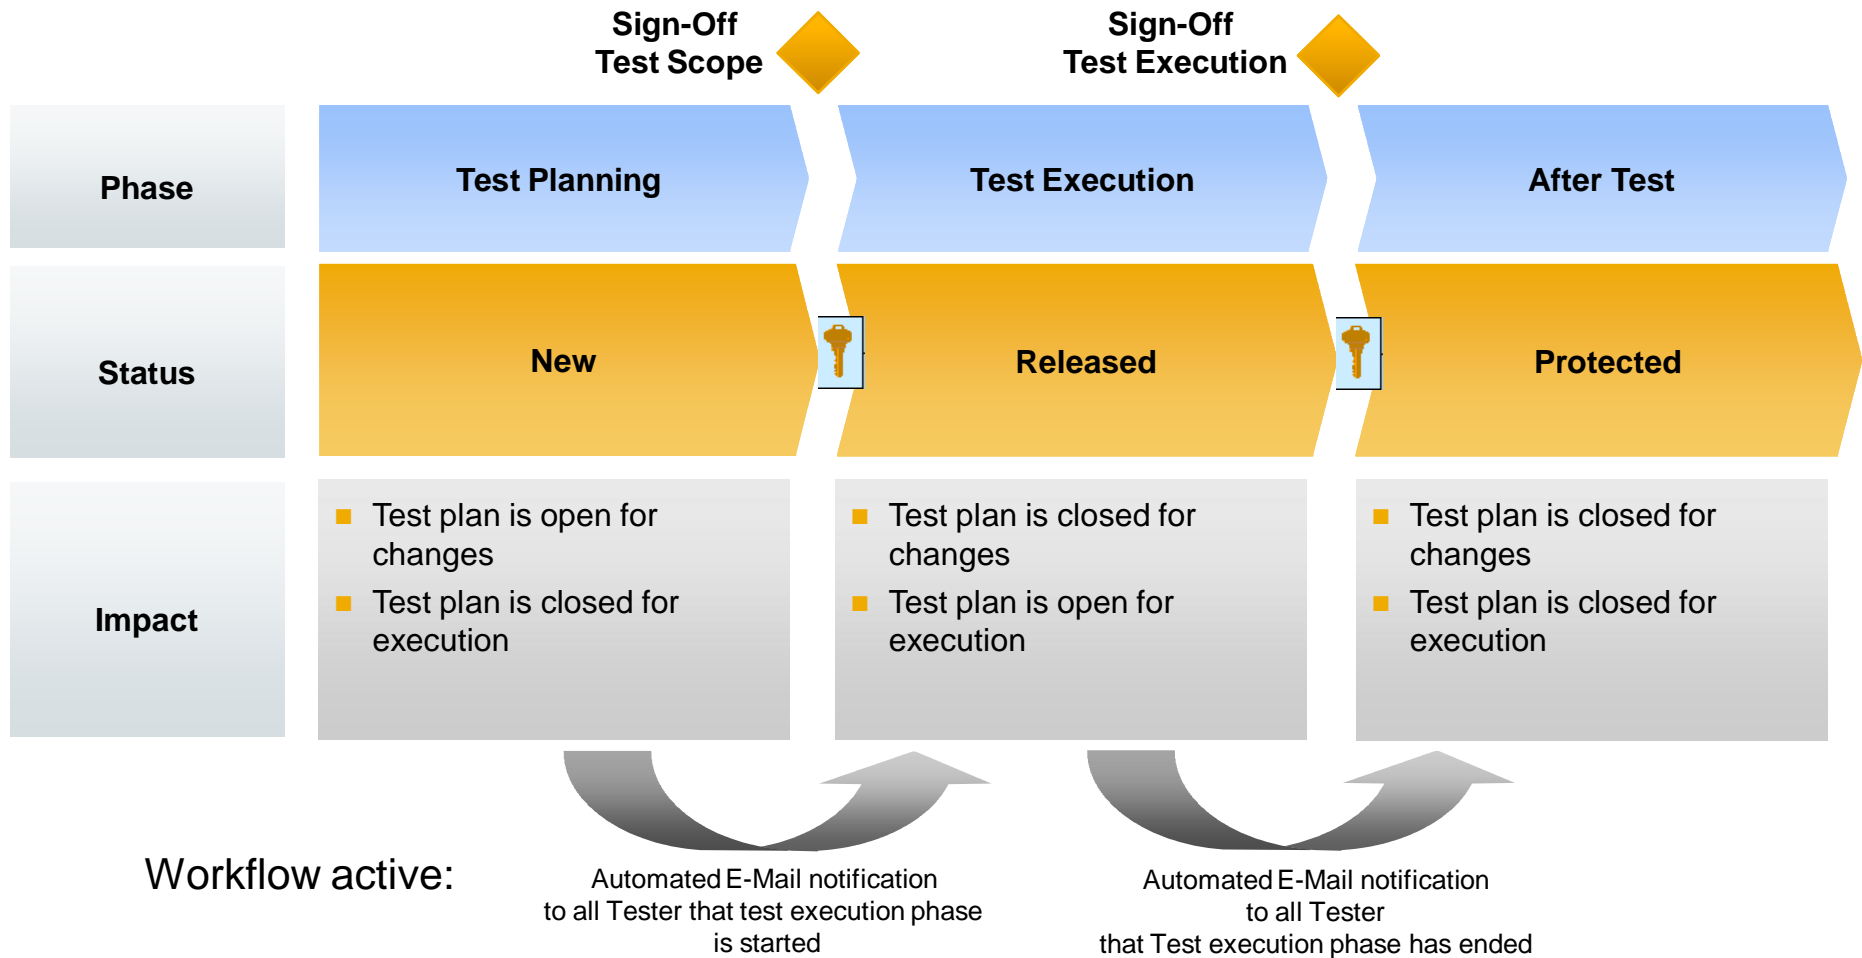 Sign-Off
Test Scope
Sign-Off
Test Execution
Phase
Test Planning
Test Execution
After Test
Status
New
Released
Protected
Impact
Test plan is open for
changes
Test plan is closed for
execution
Test plan is closed for
changes
Test plan is open for
execution
Test plan is closed for
changes
Test plan is closed for
execution
Workflow active:
Automated E-Mail notification
to all Tester that test execution phase
is started
Automated E-Mail notification
to all Tester
that Test execution phase has ended